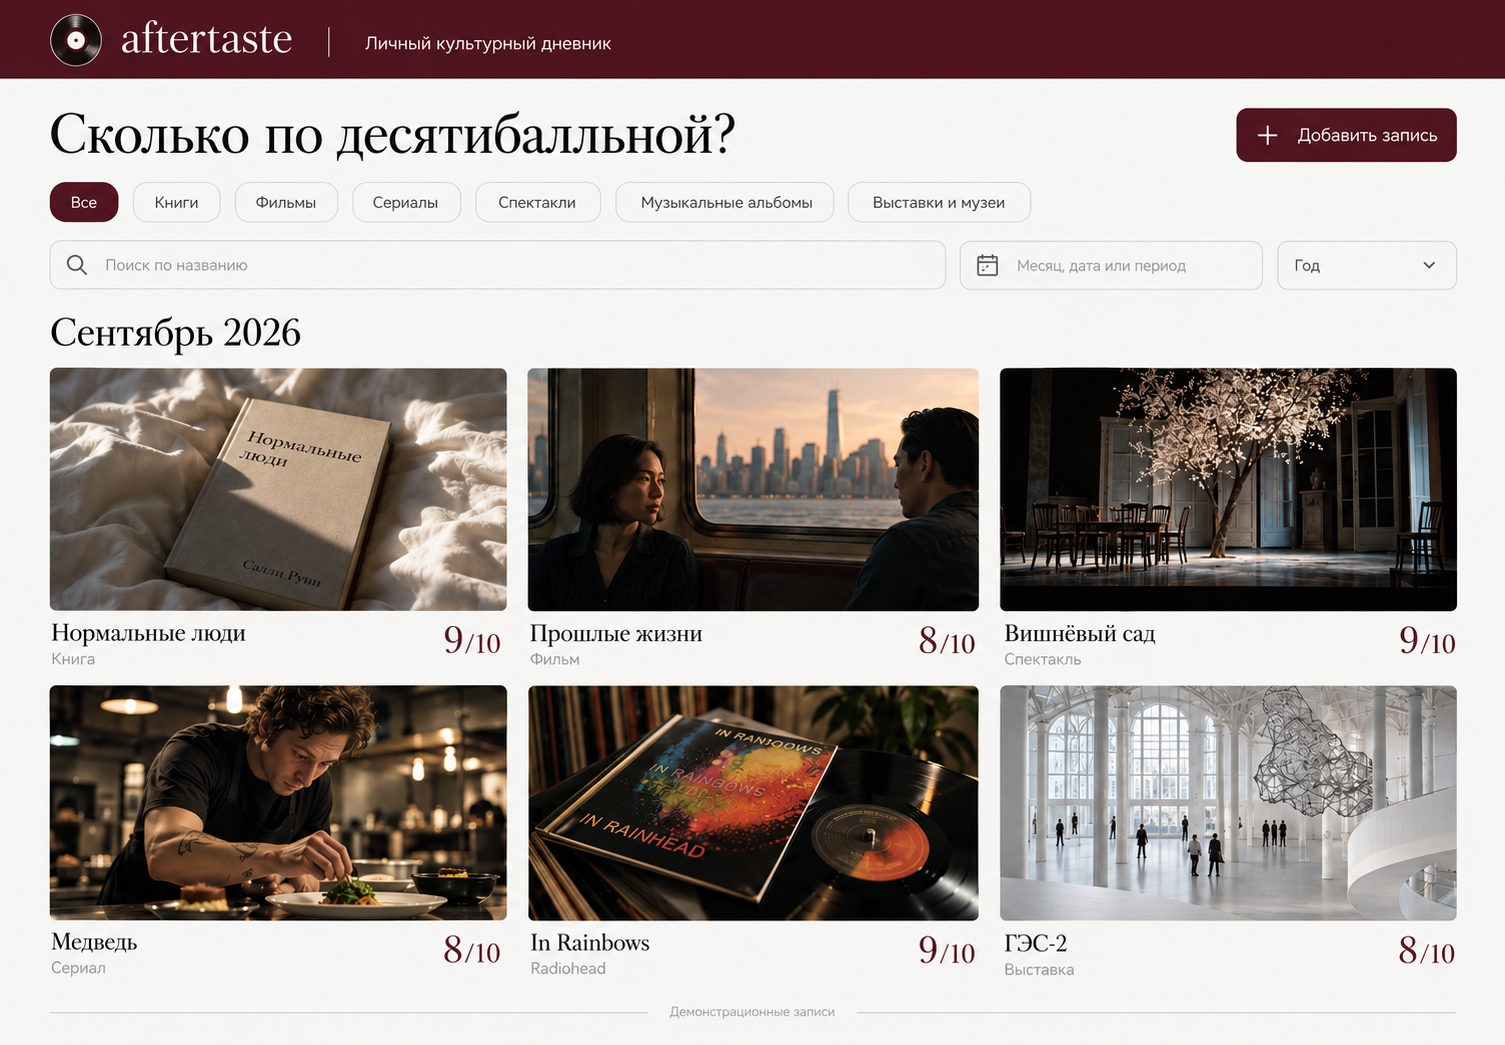 aftertaste
Личный культурный дневник
Сколько по десятибалльной?
Добавить запись
Все
Книги
Фильмы
Сериалы
Спектакли
Музыкальные альбомы
Выставки и музеи
Поиск по названию
Месяц, дата или период
Год
Сентябрь 2026
Нормальные
люди
Салли Руни
Нормальные люди
9/10
Книга
Прошлые жизни
8/10
Фильм
Вишнёвый сад
9/10
Спектакль
IN RAINBOWS
IN RAINHEAD
Медведь
8/10
Сериал
In Rainbows
9/10
Radiohead
ГЭС-2
8/10
Выставка
Демонстрационные записи